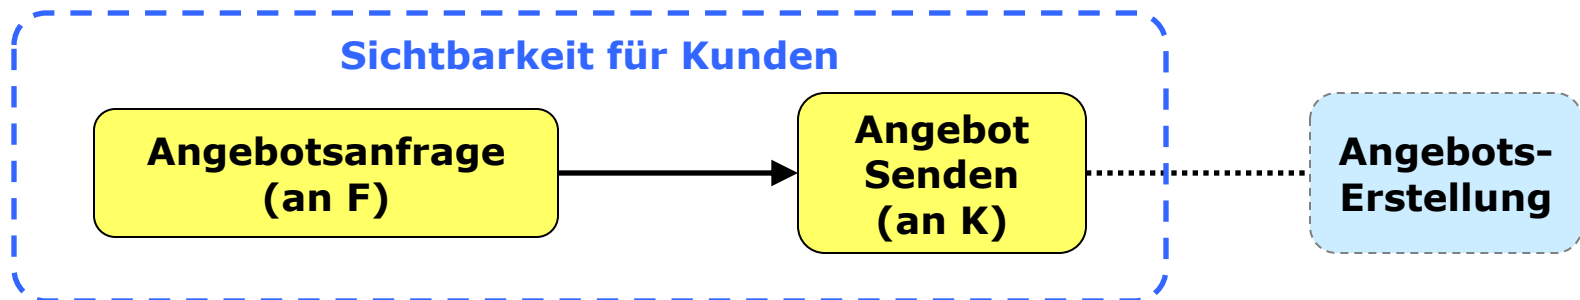 Sichtbarkeit für Kunden
Angebotsanfrage
(an F)
Angebot
Senden
(an K)
Angebots-
Erstellung